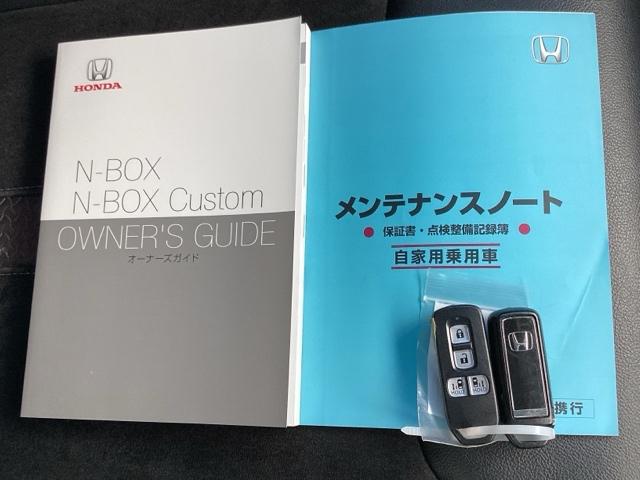 HONDA
N-BOX
N-BOX Custom
OWNER'S GUIDE
オーナーズガイド
メンテナンスノート
● 保証書・点検整備記録簿 ●
自家用乗用車
携行
HOLD HOLD